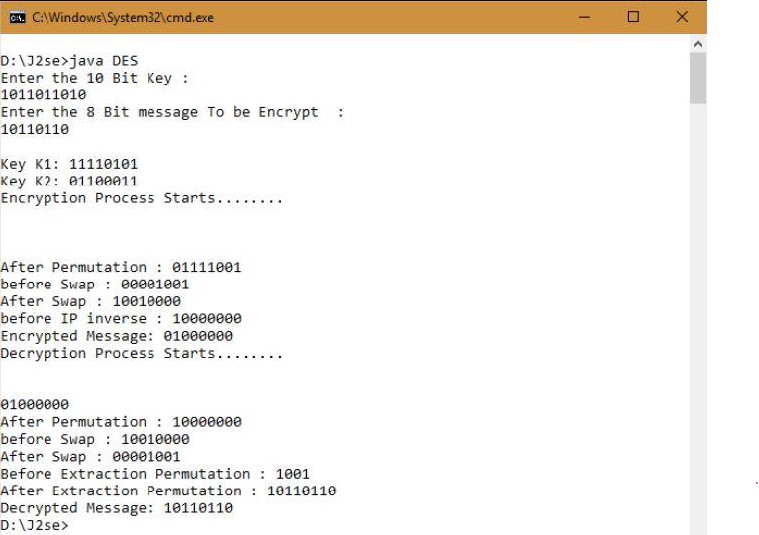 C:\Windows\System32\cmd.exe
D:\J2se>java DES
Enter the 10 Bit Key :
1011011010
Enter the 8 Bit message To be Encrypt  :
10110110
Key K1: 11110101
Key K2: 01100011
Encryption Process Starts........
After Permutation : 01111001
before Swap : 00001001
After Swap : 10010000
before IP inverse : 10000000
Encrypted Message: 01000000
Decryption Process Starts........
01000000
After Permutation : 10000000
before Swap : 10010000
After Swap : 00001001
Before Extraction Permutation : 1001
After Extraction Permutation : 10110110
Decrypted Message: 10110110
D:\J2se>